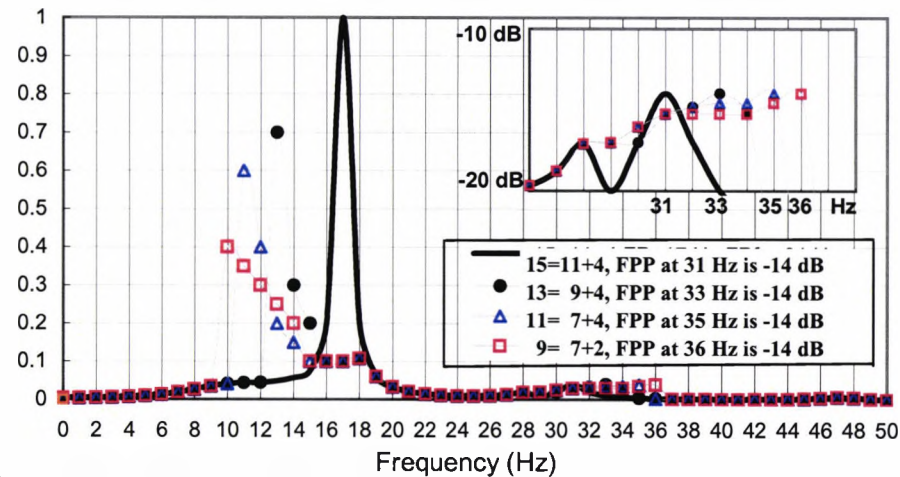 1
0.9
0.8
0.7
0.6
0.5
0.4
0.3
0.2
0.1
0
0 2 4 6 8 10 12 14 16 18 20 22 24 26 28 30 32 34 36 38 40 42 44 46 48 50
Frequency (Hz)
-10 dB
-20 dB
31 33 35 36 Hz
15=11+4, FPP at 31 Hz is -14 dB
13= 9+4, FPP at 33 Hz is -14 dB
11= 7+4, FPP at 35 Hz is -14 dB
9= 7+2, FPP at 36 Hz is -14 dB